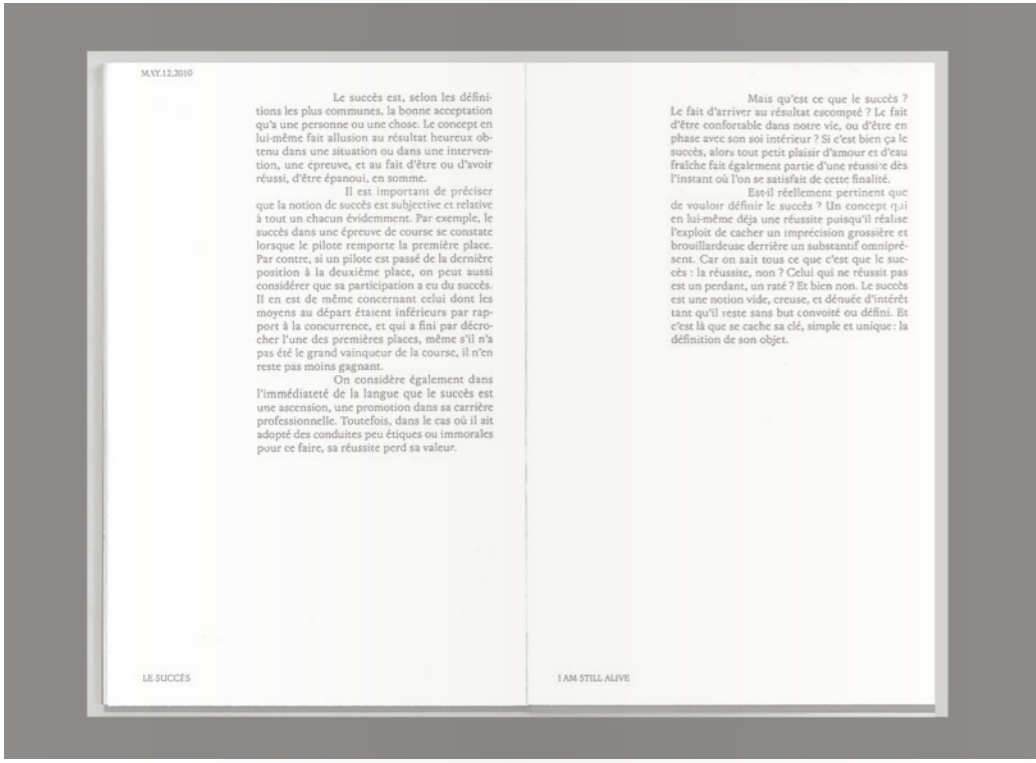 MAY.12.2010
Le succès est, selon les défini-
tions les plus communes, la bonne acceptation
qu'a une personne ou une chose. Le concept en
lui-même fait allusion au résultat heureux ob-
tenu dans une situation ou dans une interven-
tion, une épreuve, et au fait d'être ou d'avoir
réussi, d'être épanoui, en somme.
Il est important de préciser
que la notion de succès est subjective et relative
à tout un chacun évidemment. Par exemple, le
succès dans une épreuve de course se constate
lorsque le pilote remporte la première place.
Par contre, si un pilote est passé de la dernière
position à la deuxième place, on peut aussi
considérer que sa participation a eu du succès.
Il en est de même concernant celui dont les
moyens au départ étaient inférieurs par rap-
port à la concurrence, et qui a fini par décro-
cher l'une des premières places, même s'il n'a
pas été le grand vainqueur de la course, il n'en
reste pas moins gagnant.
On considère également dans
l'immédiateté de la langue que le succès est
une ascension, une promotion dans sa carrière
professionnelle. Toutefois, dans le cas où il ait
adopté des conduites peu étiques ou immorales
pour ce faire, sa réussite perd sa valeur.
LE SUCCÈS
Mais qu'est ce que le succès ?
Le fait d'arriver au résultat escompté ? Le fait
d'être confortable dans notre vie, ou d'être en
phase avec son soi intérieur ? Si c'est bien ça le
succès, alors tout petit plaisir d'amour et d'eau
fraîche fait également partie d'une réussite dès
l'instant où l'on se satisfait de cette finalité.
Est-il réellement pertinent que
de vouloir définir le succès ? Un concept qui
en lui-même déja une réussite puisqu'il réalise
l'exploit de cacher un imprécision grossière et
brouillardeuse derrière un substantif omnipré-
sent. Car on sait tous ce que c'est que le suc-
cès : la réussite, non ? Celui qui ne réussit pas
est un perdant, un raté ? Et bien non. Le succès
est une notion vide, creuse, et dénuée d'intérêt
tant qu'il reste sans but convoité ou défini. Et
c'est là que se cache sa clé, simple et unique : la
définition de son objet.
I AM STILL ALIVE